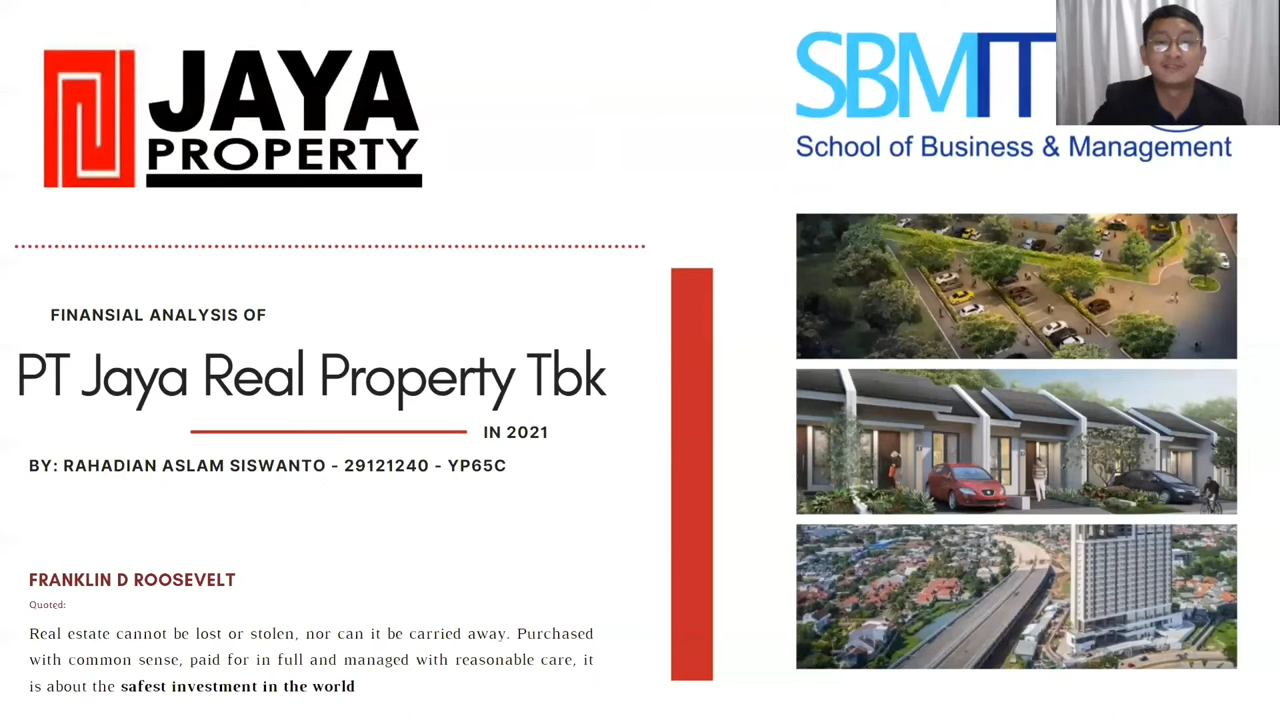 JAYA
PROPERTY
SBM IT
School of Business & Management
FINANSIAL ANALYSIS OF
PT Jaya Real Property Tbk
IN 2021
BY: RAHADIAN ASLAM SISWANTO - 29121240 - YP65C
FRANKLIN D ROOSEVELT
Quoted:
Real estate cannot be lost or stolen, nor can it be carried away. Purchased
with common sense, paid for in full and managed with reasonable care, it
is about the safest investment in the world